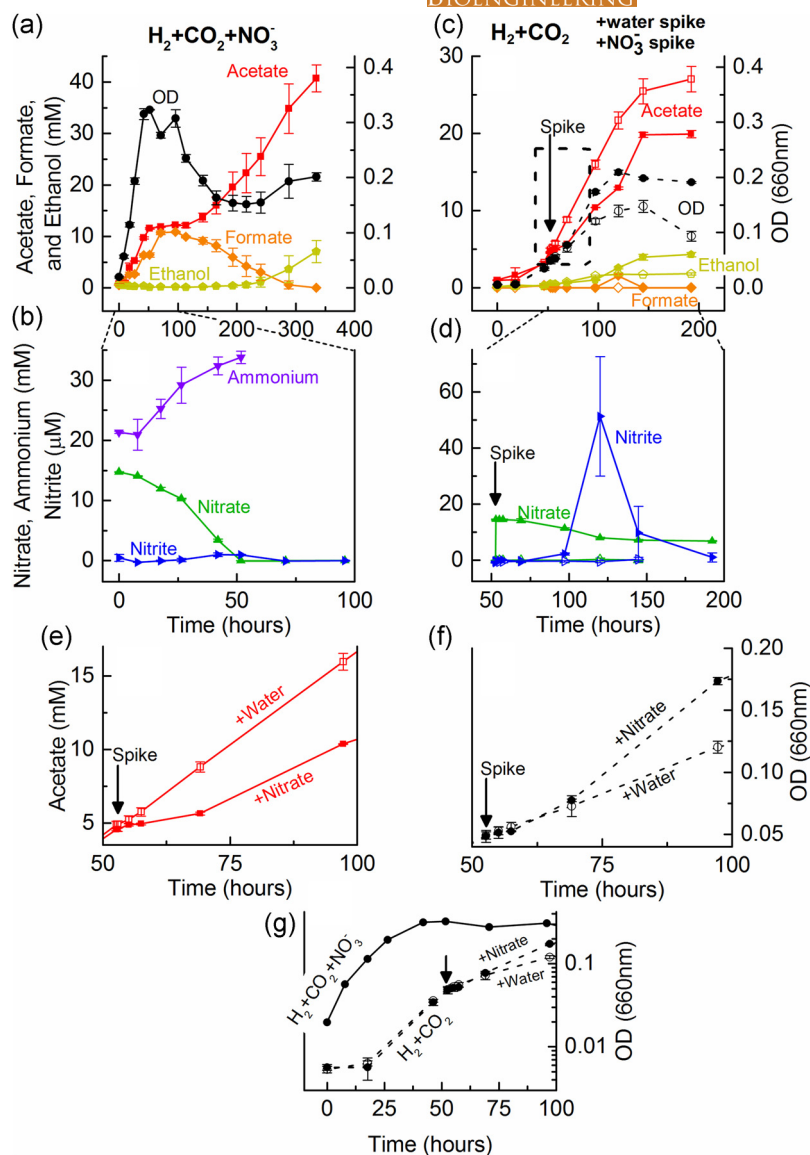 BIOENGINEERING
(a)
H₂+CO₂+NO₃⁻
Acetate, Formate,
and Ethanol (mM)
40
30
20
10
0
0.4
0.3
0.2
0.1
0.0
OD
Acetate
Formate
Ethanol
0 100 200 300 400
(c)
H₂+CO₂
+water spike
+NO₃⁻ spike
30
20
10
0
0.4
0.3
0.2
0.1
0.0
OD (660nm)
Spike
Acetate
OD
Ethanol
Formate
0 50 100 150 200
(b)
Nitrate, Ammonium (mM)
Nitrite (µM)
30
15
0
Ammonium
Nitrate
Nitrite
0 50 100
Time (hours)
(d)
60
40
20
0
Spike
Nitrite
Nitrate
50 100 150 200
Time (hours)
(e)
Acetate (mM)
15
10
5
Spike
+Water
+Nitrate
50 75 100
Time (hours)
(f)
0.20
0.15
0.10
0.05
OD (660nm)
Spike
+Nitrate
+Water
50 75 100
Time (hours)
(g)
H₂+CO₂+NO₃⁻
H₂+CO₂
+Nitrate
+Water
0.1
0.01
OD (660nm)
0 25 50 75 100
Time (hours)